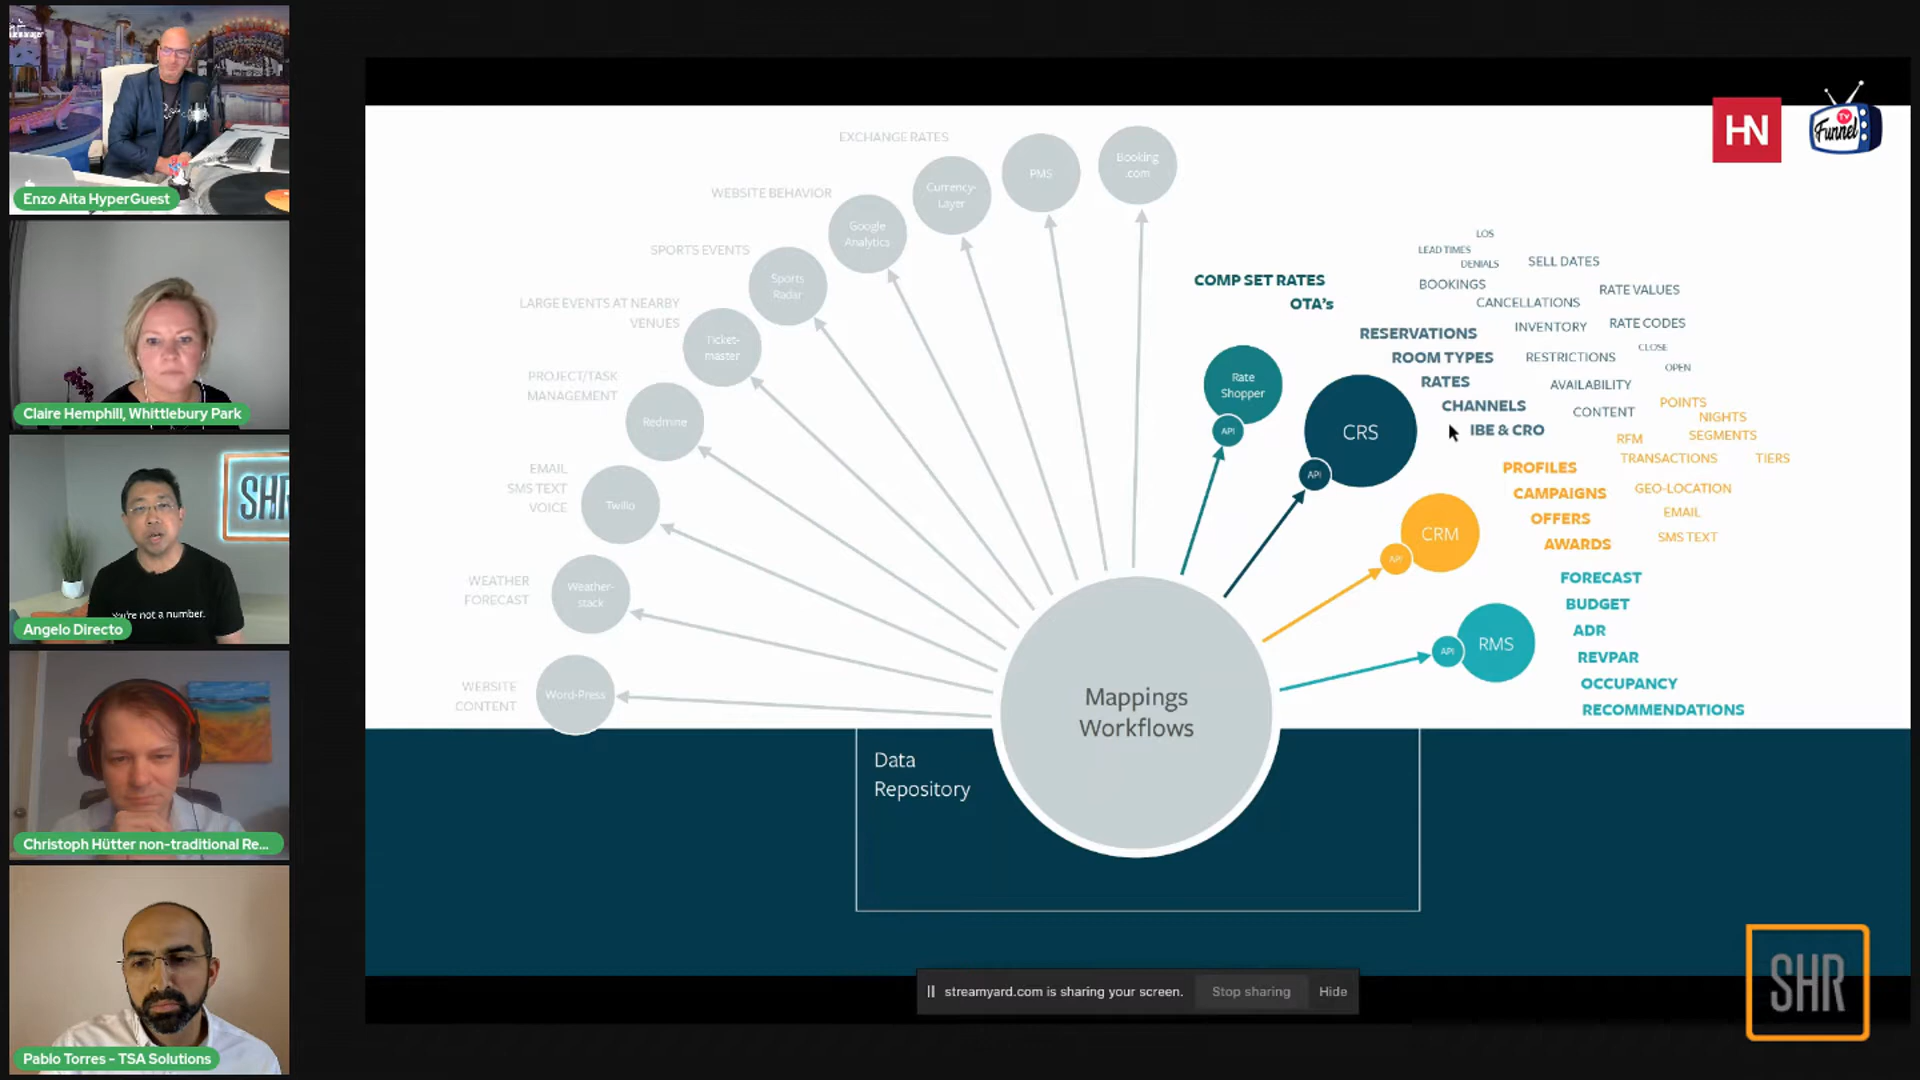 Enzo Aita HyperGuest
Claire Hemphill, Whittlebury Park
SHR
You're not a number.
Angelo Directo
Christoph Hütter non-traditional Re...
Pablo Torres - TSA Solutions
HN
TV
Funnel
EXCHANGE RATES
WEBSITE BEHAVIOR
SPORTS EVENTS
LARGE EVENTS AT NEARBY
VENUES
PROJECT/TASK
MANAGEMENT
EMAIL
SMS TEXT
VOICE
WEATHER
FORECAST
WEBSITE
CONTENT
Booking
.com
PMS
Currency-
Layer
Google
Analytics
Sports
Radar
Ticket-
master
Redmine
Twilio
Weather-
stack
Word-Press
COMP SET RATES
OTA's
Rate
Shopper
API
CRS
API
RESERVATIONS
ROOM TYPES
RATES
CHANNELS
IBE & CRO
LOS
LEAD TIMES
DENIALS
BOOKINGS
SELL DATES
CANCELLATIONS
RATE VALUES
INVENTORY
RATE CODES
RESTRICTIONS
CLOSE
OPEN
AVAILABILITY
CONTENT
CRM
API
PROFILES
CAMPAIGNS
OFFERS
AWARDS
POINTS
NIGHTS
RFM
SEGMENTS
TRANSACTIONS
TIERS
GEO-LOCATION
EMAIL
SMS TEXT
RMS
API
FORECAST
BUDGET
ADR
REVPAR
OCCUPANCY
RECOMMENDATIONS
Mappings
Workflows
Data
Repository
streamyard.com is sharing your screen.
Stop sharing
Hide
SHR